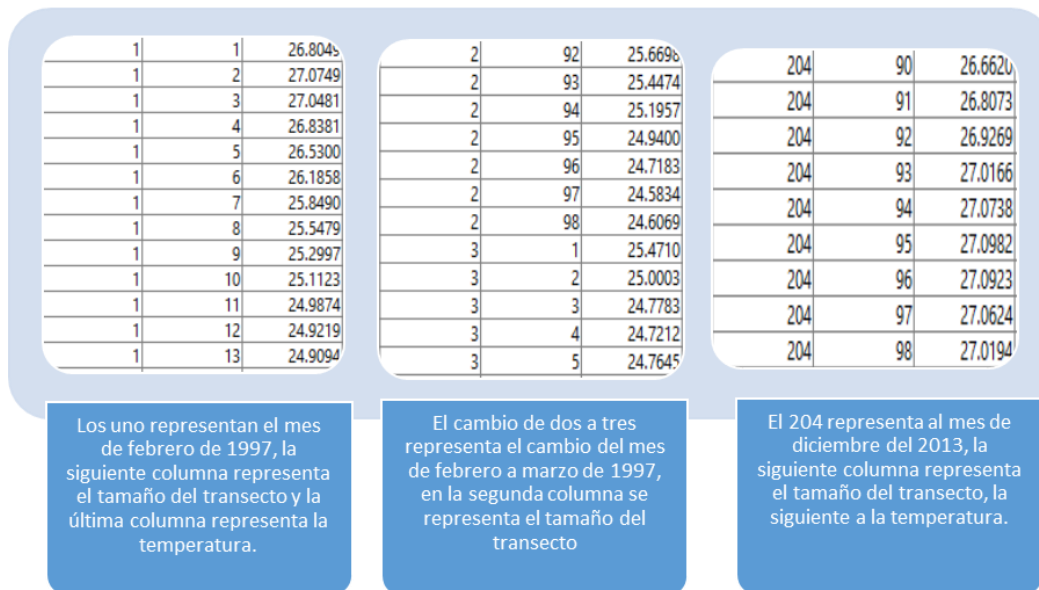 1 1 26.8049
1 2 27.0749
1 3 27.0481
1 4 26.8381
1 5 26.5300
1 6 26.1858
1 7 25.8490
1 8 25.5479
1 9 25.2997
1 10 25.1123
1 11 24.9874
1 12 24.9219
1 13 24.9094
Los uno representan el mes
de febrero de 1997, la
siguiente columna representa
el tamaño del transecto y la
última columna representa la
temperatura.
2 92 25.6698
2 93 25.4474
2 94 25.1957
2 95 24.9400
2 96 24.7183
2 97 24.5834
2 98 24.6069
3 1 25.4710
3 2 25.0003
3 3 24.7783
3 4 24.7212
3 5 24.7645
El cambio de dos a tres
representa el cambio del mes
de febrero a marzo de 1997,
en la segunda columna se
representa el tamaño del
transecto
204 90 26.6620
204 91 26.8073
204 92 26.9269
204 93 27.0166
204 94 27.0738
204 95 27.0982
204 96 27.0923
204 97 27.0624
204 98 27.0194
El 204 representa al mes de
diciembre del 2013, la
siguiente columna representa
el tamaño del transecto, la
siguiente a la temperatura.